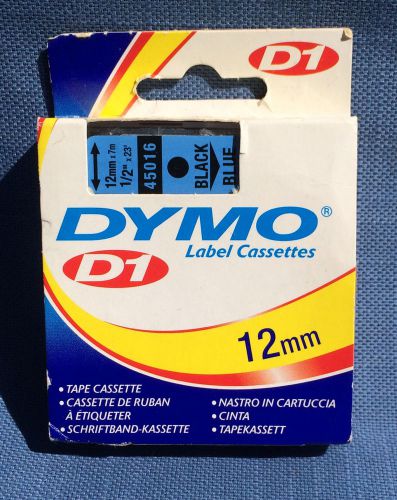 D1
12mm x 7m
1/2" x 23'
45016
BLACK
BLUE
DYMO®
D1 Label Cassettes
12mm
• TAPE CASSETTE
• CASSETTE DE RUBAN
À ÉTIQUETER
• SCHRIFTBAND-KASSETTE
• NASTRO IN CARTUCCIA
• CINTA
• TAPEKASSETT